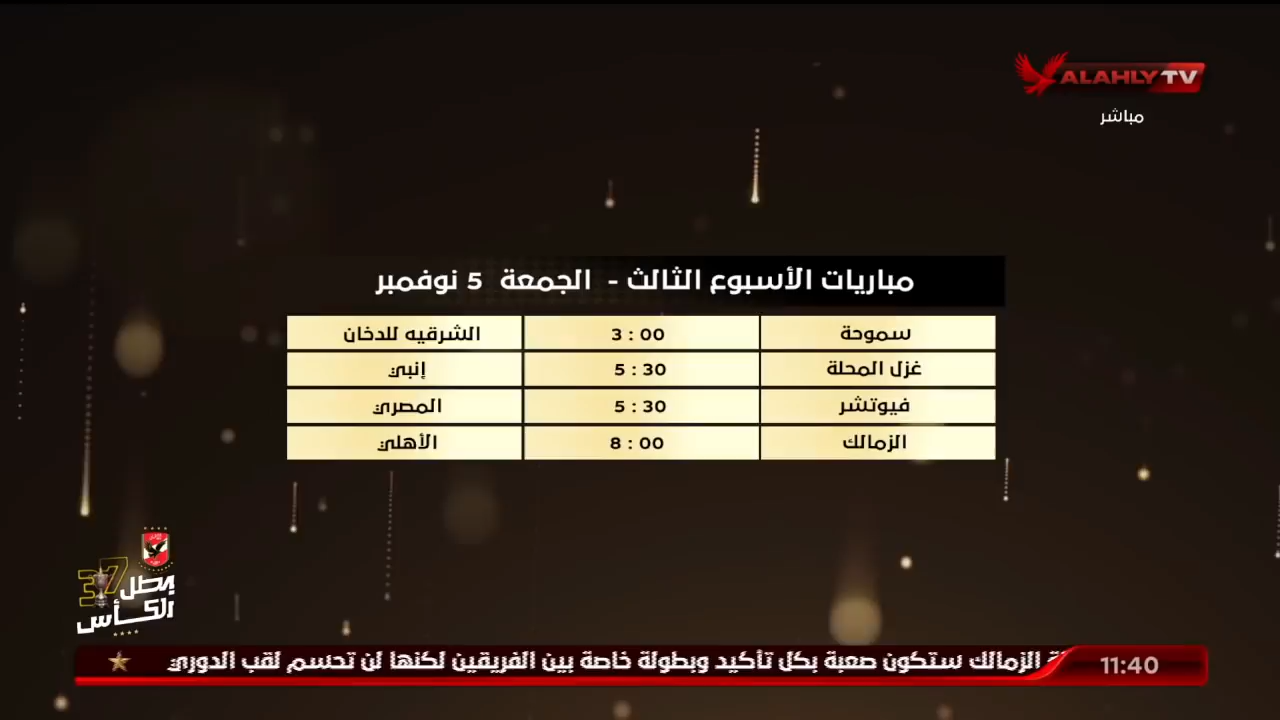 ALAHLY TV
مباشر
مباريات الأسبوع الثالث - الجمعة 5 نوفمبر
سموحة 3 : 00 الشرقيه للدخان
غزل المحلة 5 : 30 إنبي
فيوتشر 5 : 30 المصري
الزمالك 8 : 00 الأهلي
37
بطل
الكأس
11:40
الزمالك ستكون صعبة بكل تأكيد وبطولة خاصة بين الفريقين لكنها لن تحسم لقب الدوري